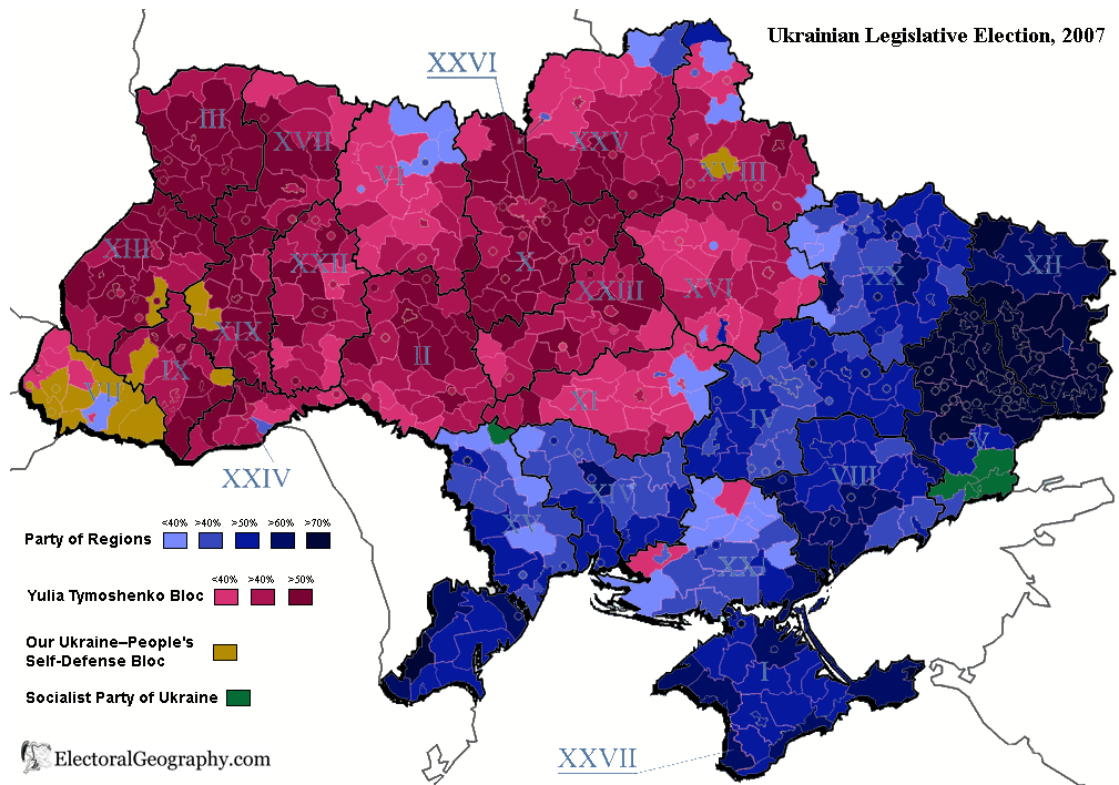 Ukrainian Legislative Election, 2007
XXVI
III
XVII
VI
XXV
XVIII
XIII
XXII
X
XXIII
XVI
XX
XII
XIX
IX
II
VII
XI
IV
V
VIII
XXIV
XIV
XV
XXI
I
XXVII
<40% >40% >50% >60% >70%
Party of Regions
<40% >40% >50%
Yulia Tymoshenko Bloc
Our Ukraine–People's
Self-Defense Bloc
Socialist Party of Ukraine
ElectoralGeography.com